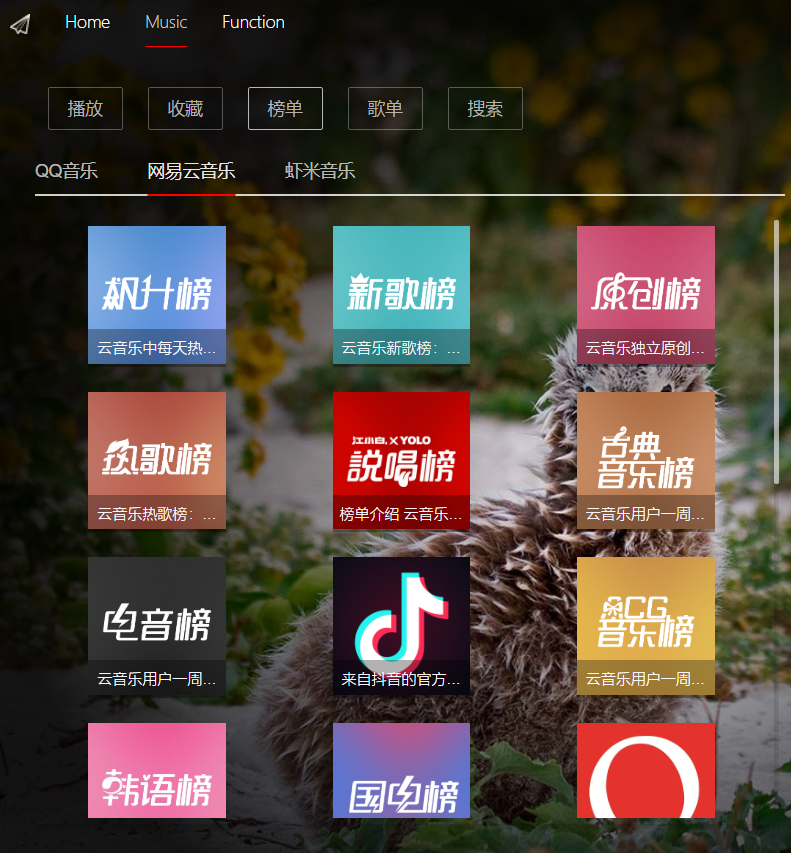 Home Music Function
播放 收藏 榜单 歌单 搜索
QQ音乐 网易云音乐 虾米音乐
飙升榜
云音乐中每天热...
新歌榜
云音乐新歌榜：...
原创榜
云音乐独立原创...
热歌榜
云音乐热歌榜：...
江小白 X YOLO
說唱榜
榜单介绍 云音乐...
古典
音乐榜
云音乐用户一周...
电音榜
云音乐用户一周...
来自抖音的官方...
ACG
音乐榜
云音乐用户一周...
韩语榜
国电榜